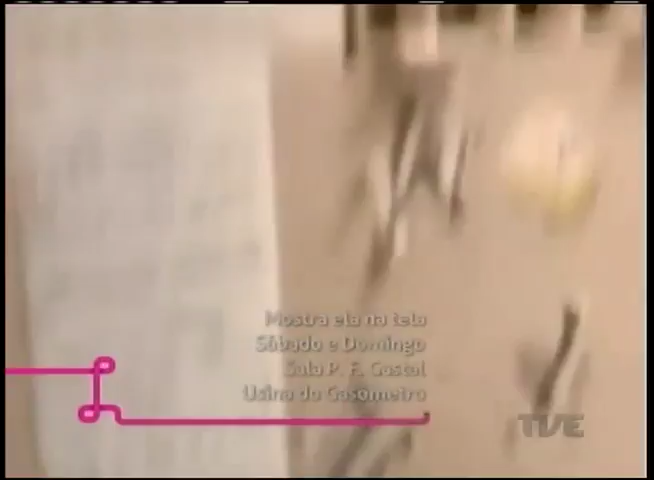 Mostra ela na tela
Sábado e Domingo
Sala P. F. Gastal
Usina do Gasômetro
TVE